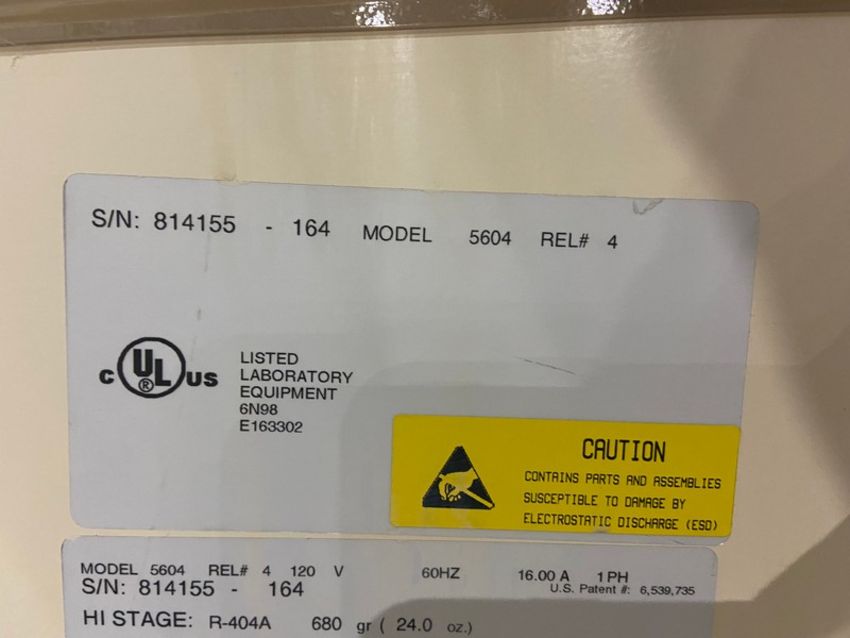 S/N: 814155 - 164 MODEL 5604 REL# 4
c UL ® US
LISTED
LABORATORY
EQUIPMENT
6N98
E163302
CAUTION
CONTAINS PARTS AND ASSEMBLIES
SUSCEPTIBLE TO DAMAGE BY
ELECTROSTATIC DISCHARGE (ESD)
MODEL 5604 REL# 4 120 V 60HZ 16.00 A 1PH
S/N: 814155 - 164 U.S. Patent #: 6,539,735
HI STAGE: R-404A 680 gr ( 24.0 oz.)